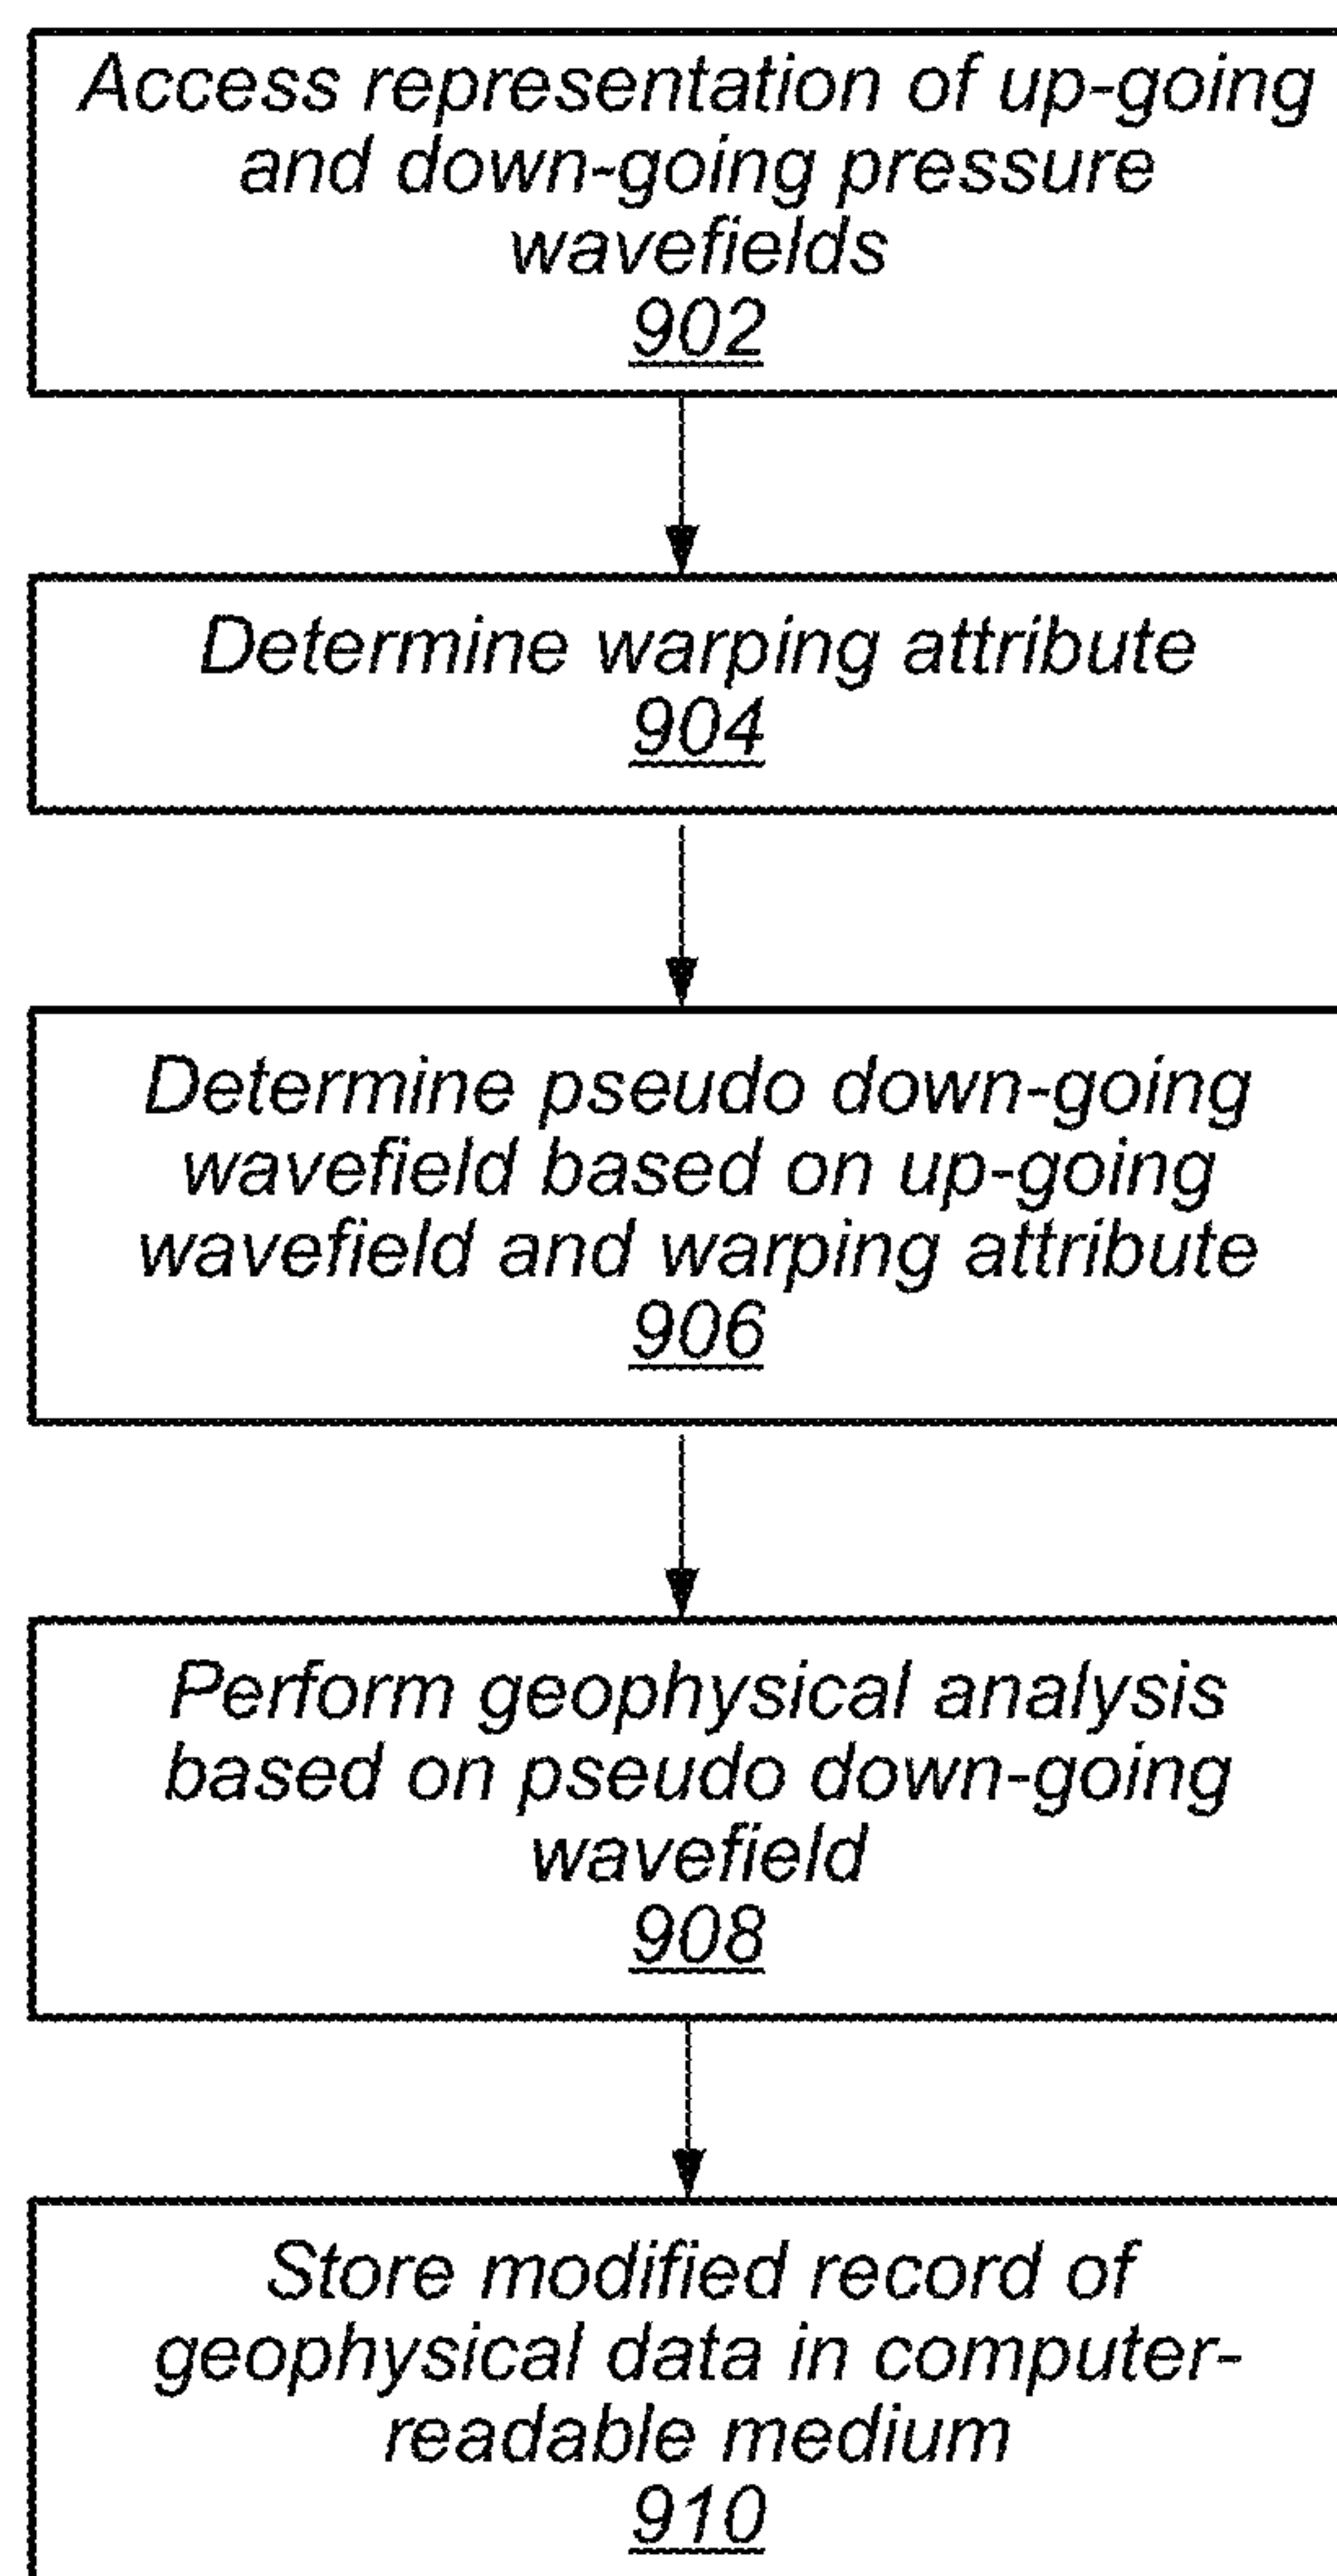 Access representation of up-going
and down-going pressure
wavefields
902
Determine warping attribute
904
Determine pseudo down-going
wavefield based on up-going
wavefield and warping attribute
906
Perform geophysical analysis
based on pseudo down-going
wavefield
908
Store modified record of
geophysical data in computer-
readable medium
910